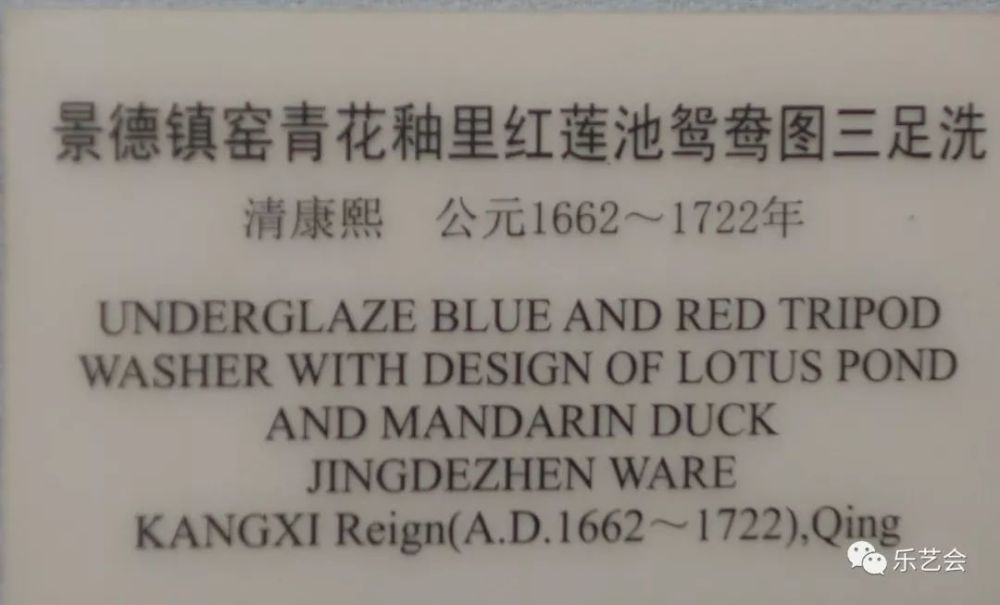 景德镇窑青花釉里红莲池鸳鸯图三足洗
清康熙　公元1662～1722年
UNDERGLAZE BLUE AND RED TRIPOD
WASHER WITH DESIGN OF LOTUS POND
AND MANDARIN DUCK
JINGDEZHEN WARE
KANGXI Reign(A.D.1662～1722),Qing
乐艺会